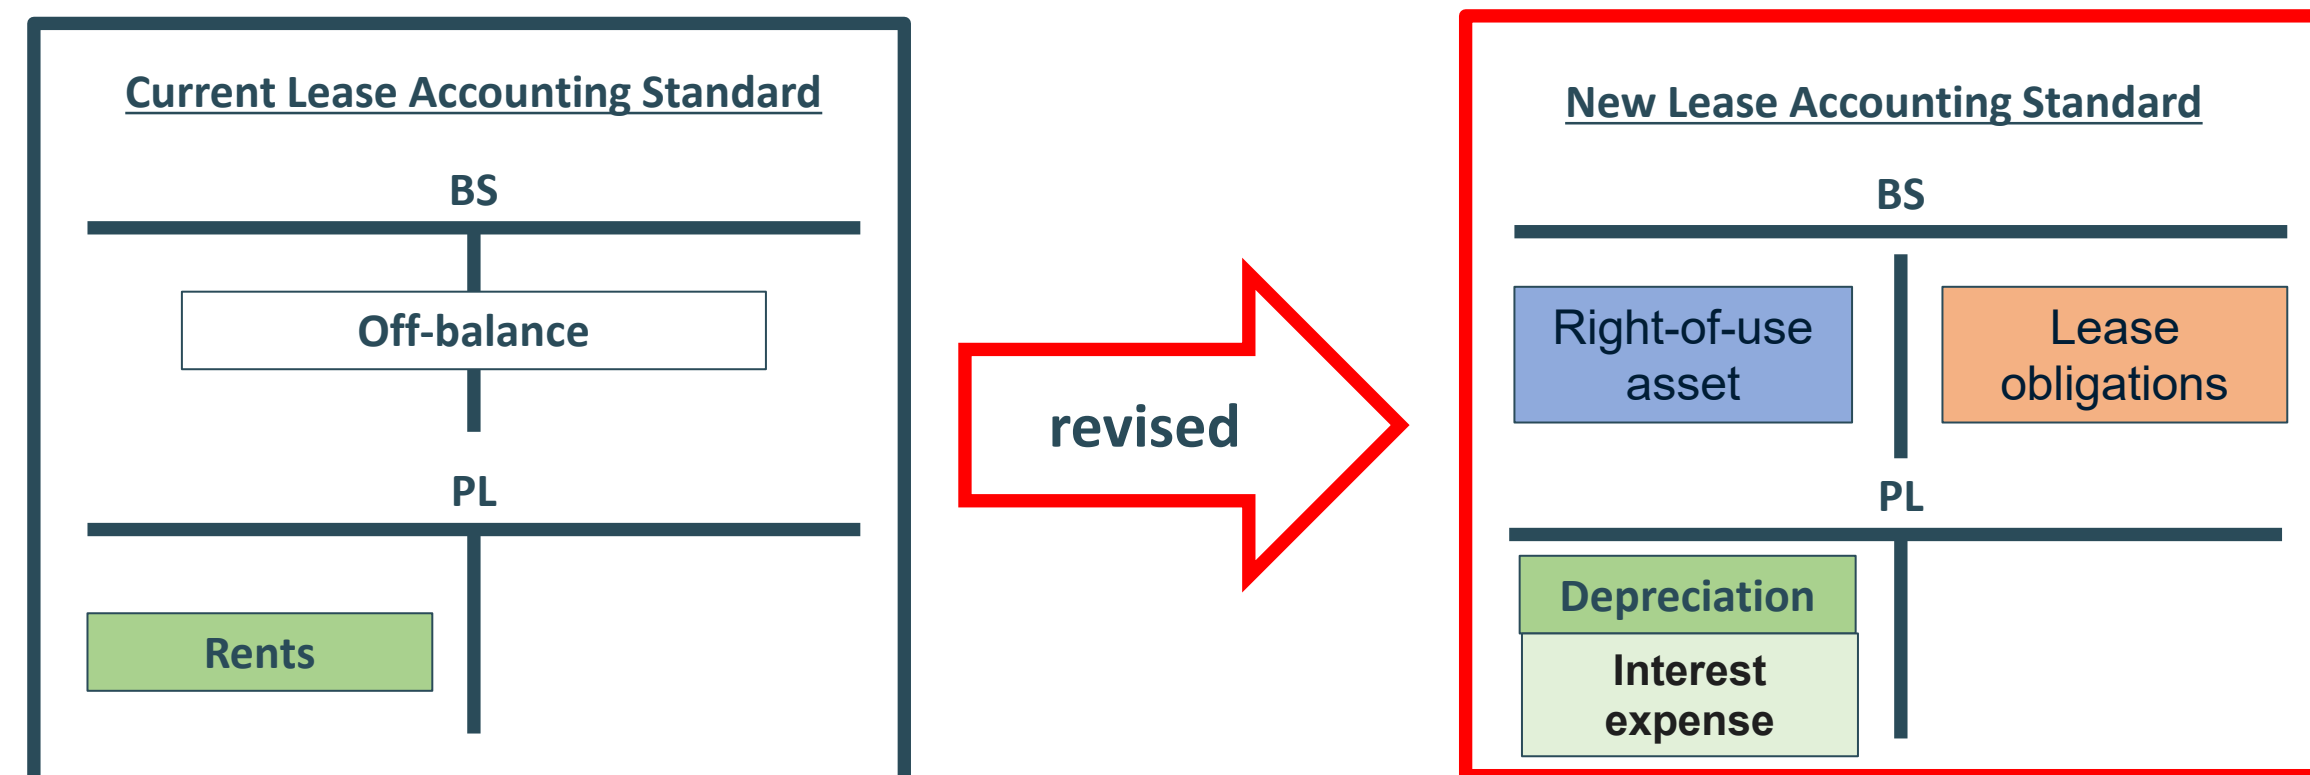 Current Lease Accounting Standard
BS
Off-balance
PL
Rents
revised
New Lease Accounting Standard
BS
Right-of-use
asset
Lease
obligations
PL
Depreciation
Interest
expense